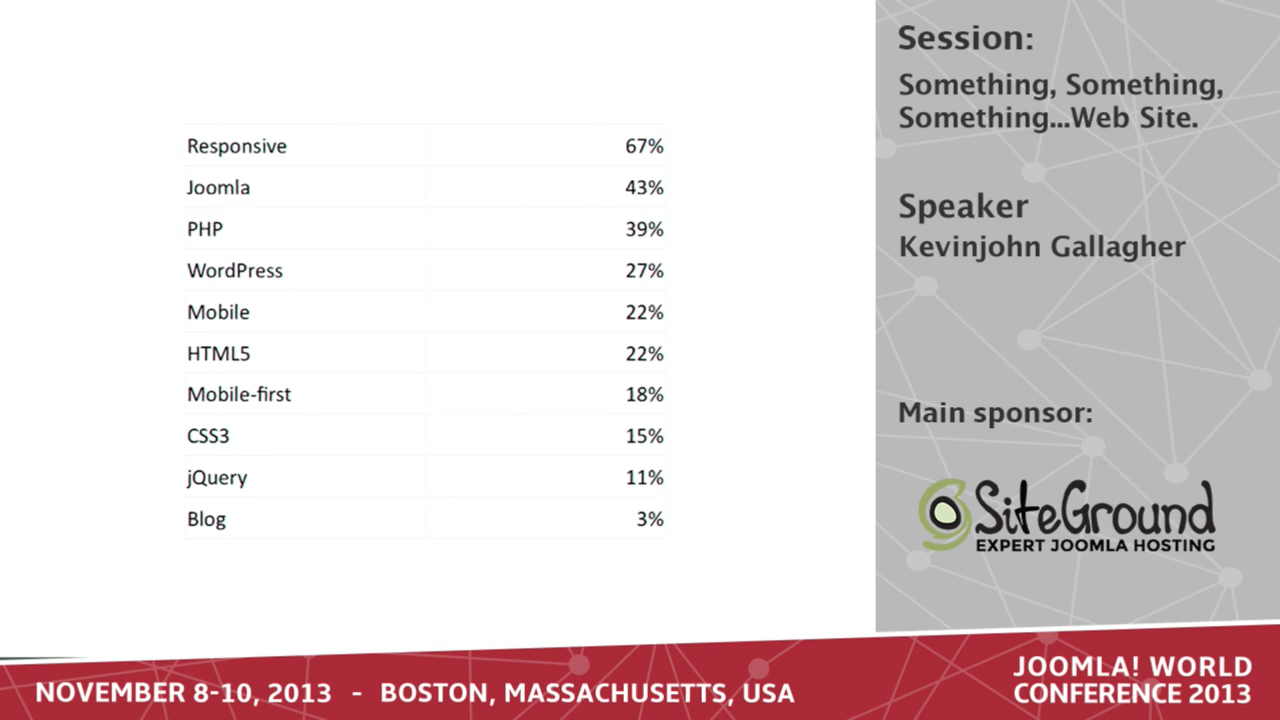 Responsive 67%
Joomla 43%
PHP 39%
WordPress 27%
Mobile 22%
HTML5 22%
Mobile-first 18%
CSS3 15%
jQuery 11%
Blog 3%
Session:
Something, Something,
Something...Web Site.
Speaker
Kevinjohn Gallagher
Main sponsor:
SiteGround
EXPERT JOOMLA HOSTING
NOVEMBER 8-10, 2013 - BOSTON, MASSACHUSETTS, USA
JOOMLA! WORLD
CONFERENCE 2013